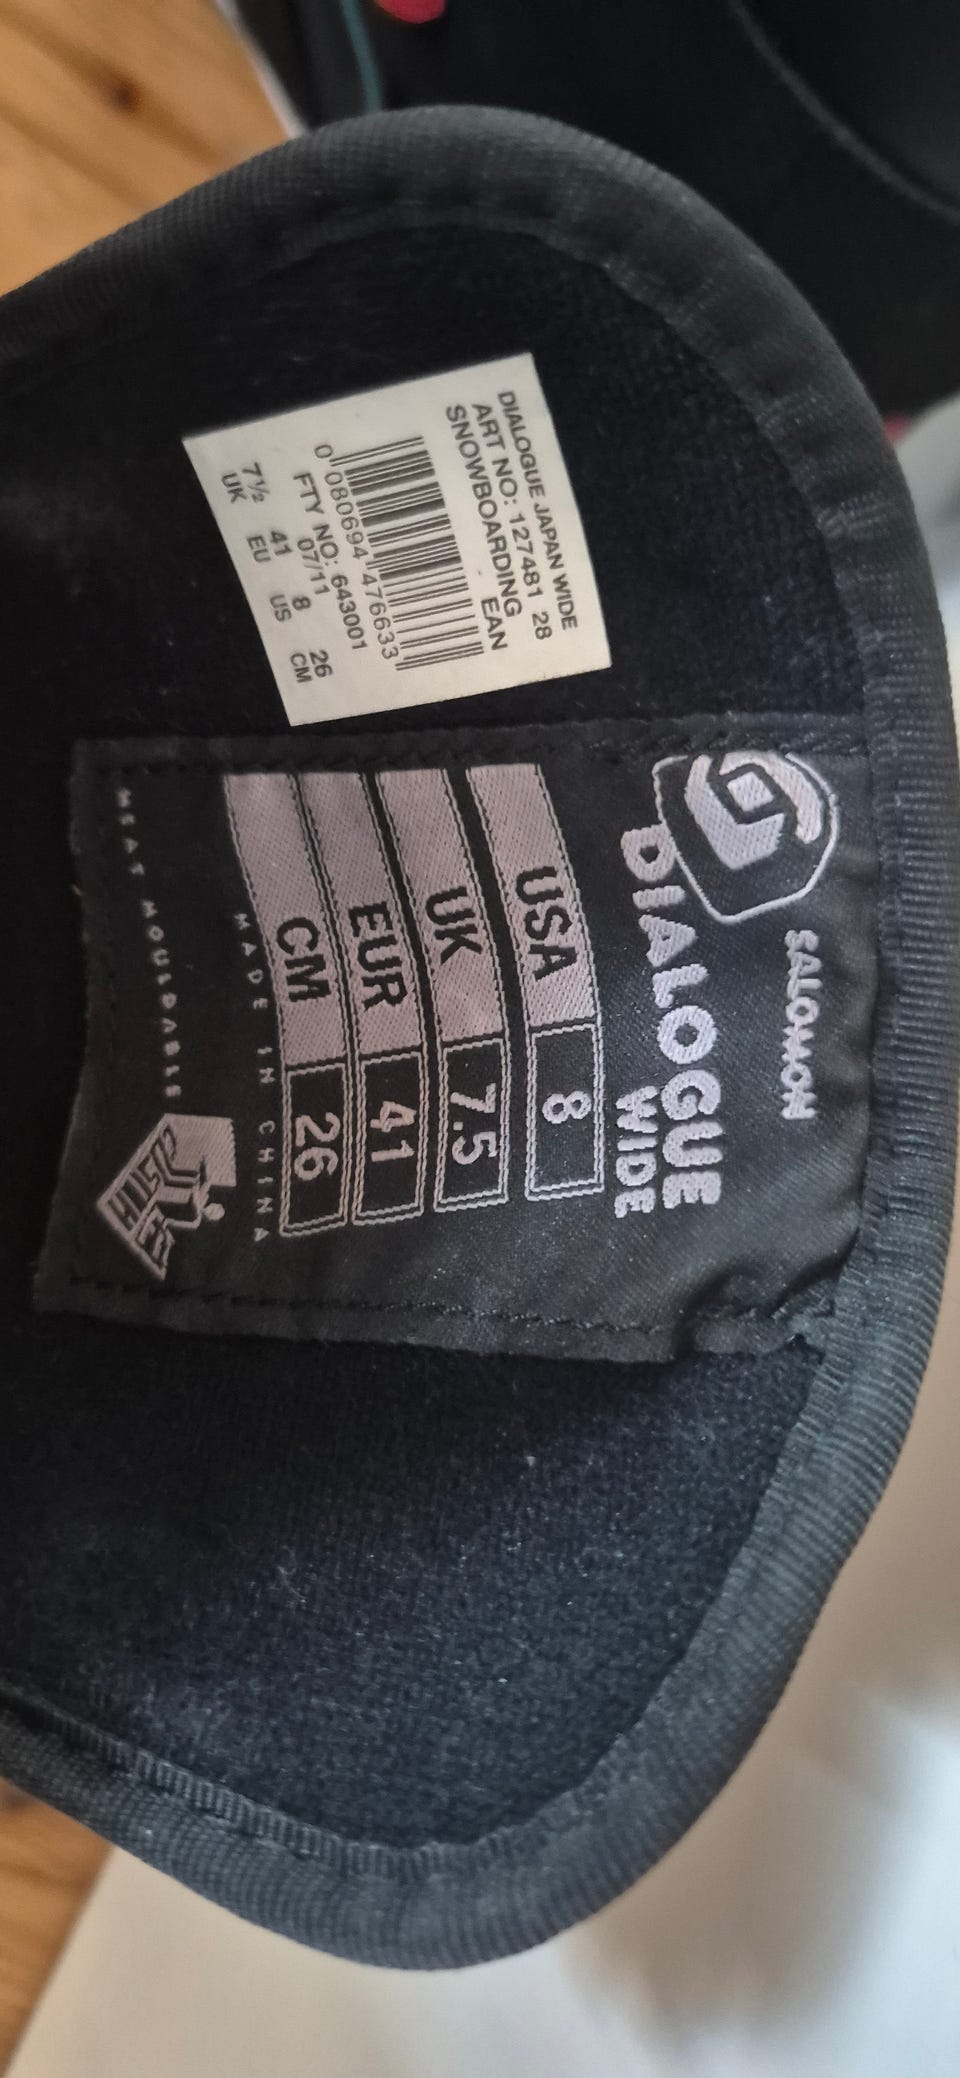 DIALOGUE JAPAN WIDE
ART NO: 127481 28
SNOWBOARDING EAN
0 080694 476633
FTY NO: 643001
07/11
7½ 41 8 26
UK EU US CM
SALOMON
DIALOGUE
WIDE
USA 8
UK 7.5
EUR 41
CM 26
MADE IN CHINA
HEAT MOULDABLE